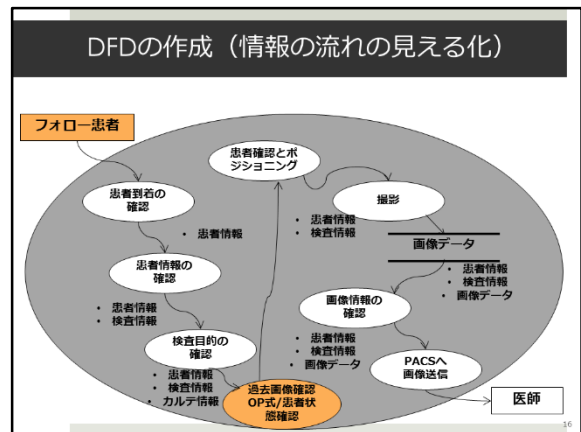 DFDの作成（情報の流れの見える化）
フォロー患者
患者到着の
確認
• 患者情報
患者情報の
確認
• 患者情報
• 検査情報
検査目的の
確認
• 患者情報
• 検査情報
• カルテ情報
過去画像確認
OP式/患者状
態確認
患者確認とポ
ジショニング
• 患者情報
• 検査情報
撮影
画像データ
• 患者情報
• 検査情報
• 画像データ
画像情報の
確認
• 患者情報
• 検査情報
• 画像データ
PACSへ
画像送信
医師
16